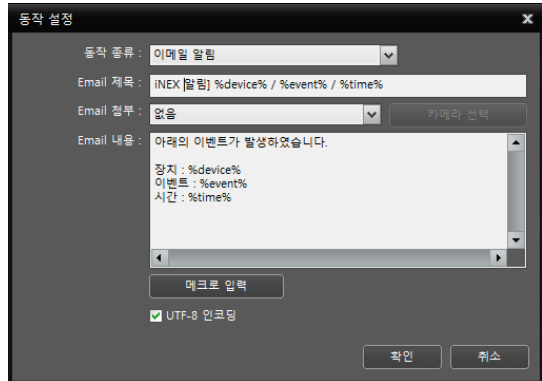 동작 설정
동작 종류 : 이메일 알림
Email 제목 : iNEX [알림] %device% / %event% / %time%
Email 첨부 : 없음 카메라 선택
Email 내용 : 아래의 이벤트가 발생하였습니다.
장치 : %device%
이벤트 : %event%
시간 : %time%
메크로 입력
UTF-8 인코딩
확인 취소